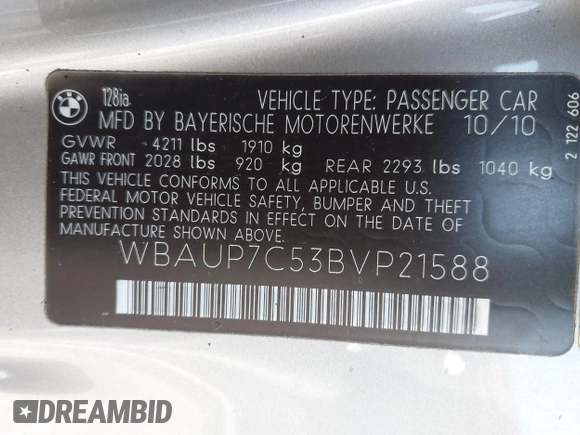 BMW
128ia
VEHICLE TYPE: PASSENGER CAR
MFD BY BAYERISCHE MOTORENWERKE 10/10
GVWR 4211 lbs 1910 kg
GAWR FRONT 2028 lbs 920 kg REAR 2293 lbs 1040 kg
THIS VEHICLE CONFORMS TO ALL APPLICABLE U.S.
FEDERAL MOTOR VEHICLE SAFETY, BUMPER AND THEFT
PREVENTION STANDARDS IN EFFECT ON THE DATE OF
MANUFACTURE SHOWN ABOVE.
WBAUP7C53BVP21588
2 122 606
DREAMBID